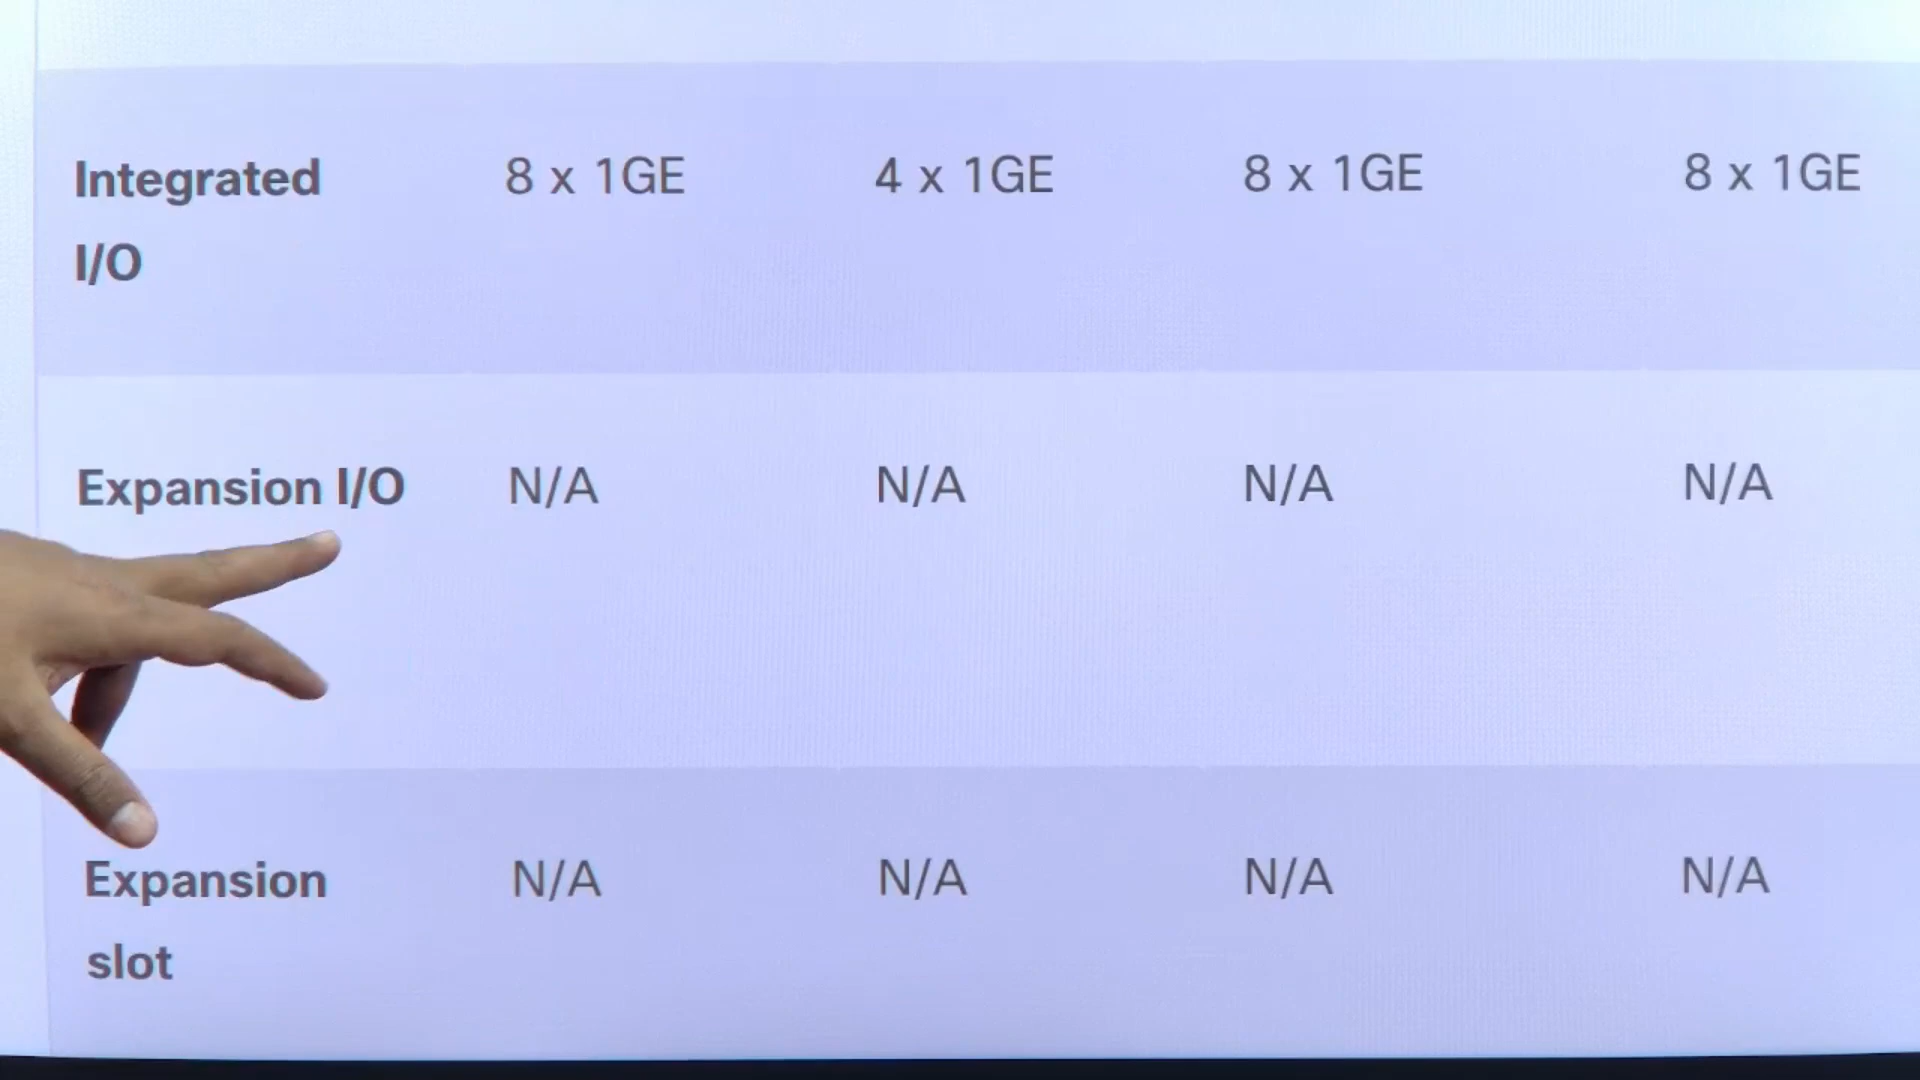 Integrated I/O 8 x 1GE 4 x 1GE 8 x 1GE 8 x 1GE
Expansion I/O N/A N/A N/A N/A
Expansion slot N/A N/A N/A N/A